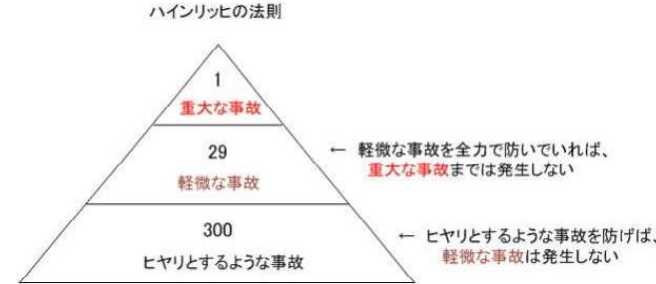 ハインリッヒの法則
1
重大な事故
29
軽微な事故
← 軽微な事故を全力で防いでいれば、
重大な事故までは発生しない
300
ヒヤリとするような事故
← ヒヤリとするような事故を防げば、
軽微な事故は発生しない